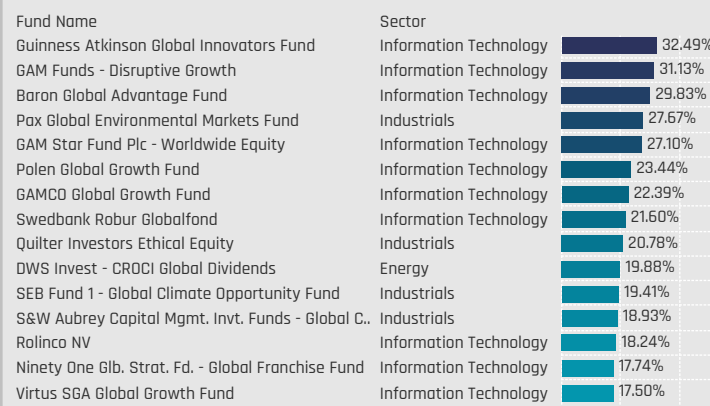 Fund Name Sector
Guinness Atkinson Global Innovators Fund Information Technology 32.49%
GAM Funds - Disruptive Growth Information Technology 31.13%
Baron Global Advantage Fund Information Technology 29.83%
Pax Global Environmental Markets Fund Industrials 27.67%
GAM Star Fund Plc - Worldwide Equity Information Technology 27.10%
Polen Global Growth Fund Information Technology 23.44%
GAMCO Global Growth Fund Information Technology 22.39%
Swedbank Robur Globalfond Information Technology 21.60%
Quilter Investors Ethical Equity Industrials 20.78%
DWS Invest - CROCI Global Dividends Energy 19.88%
SEB Fund 1 - Global Climate Opportunity Fund Industrials 19.41%
S&W Aubrey Capital Mgmt. Invt. Funds - Global C.. Industrials 18.93%
Rolinco NV Information Technology 18.24%
Ninety One Glb. Strat. Fd. - Global Franchise Fund Information Technology 17.74%
Virtus SGA Global Growth Fund Information Technology 17.50%